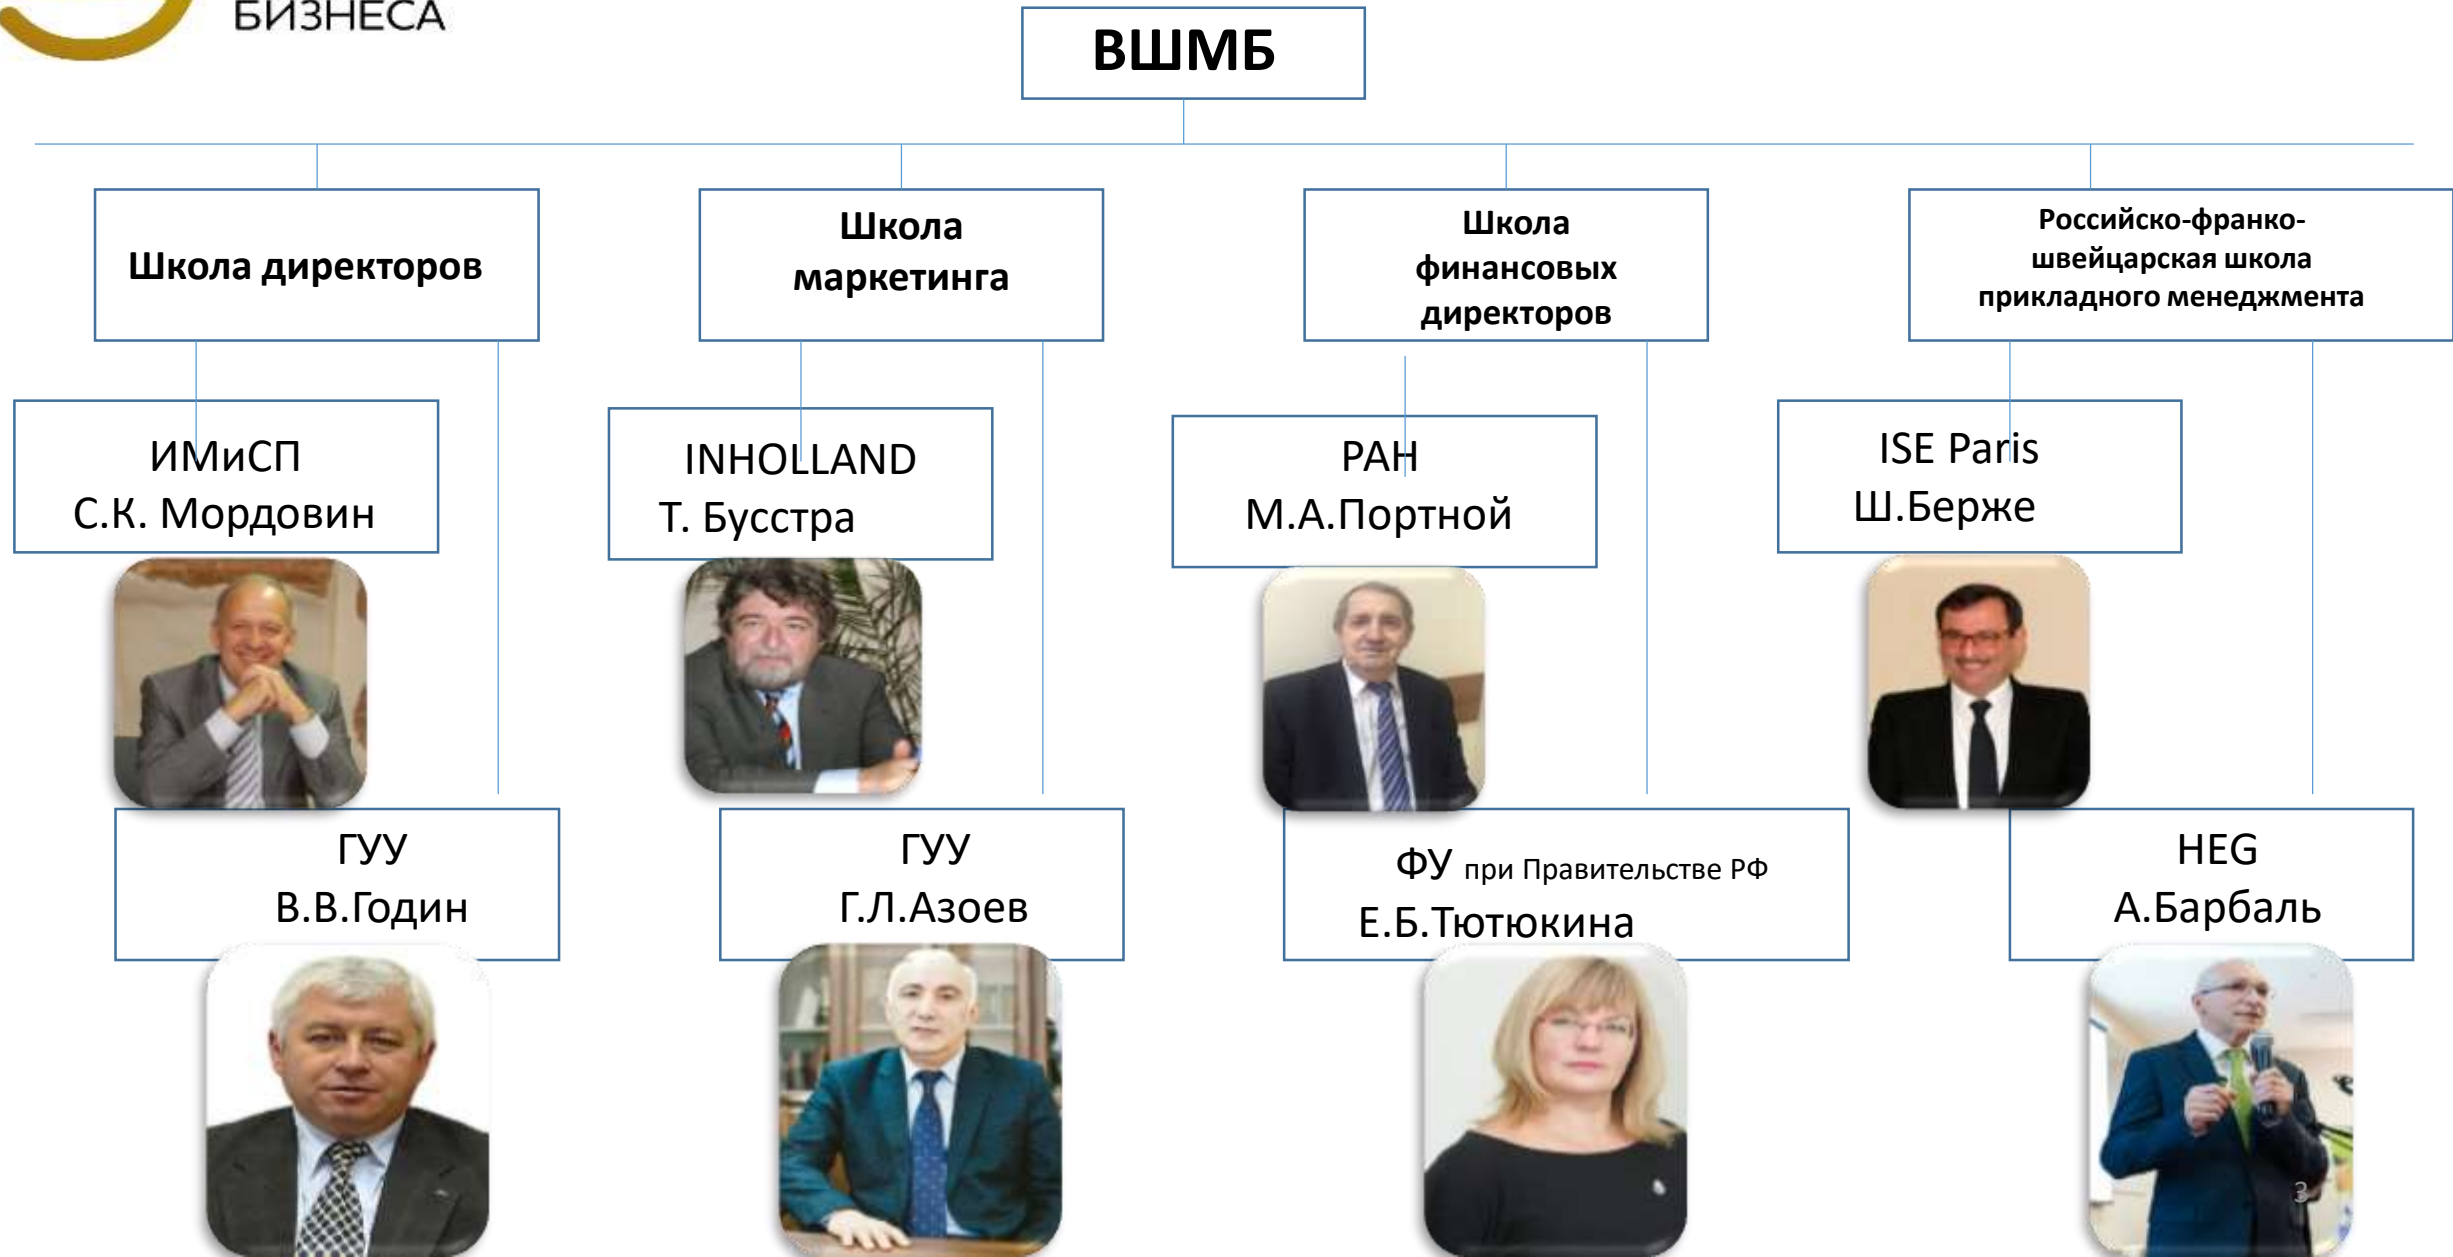 БИЗНЕСА
ВШМБ
Школа директоров
Школа
маркетинга
Школа
финансовых
директоров
Российско-франко-
швейцарская школа
прикладного менеджмента
ИМиСП
С.К. Мордовин
INHOLLAND
Т. Бусстра
РАН
М.А.Портной
ISE Paris
Ш.Берже
ГУУ
В.В.Годин
ГУУ
Г.Л.Азоев
ФУ при Правительстве РФ
Е.Б.Тютюкина
HEG
А.Барбаль
3